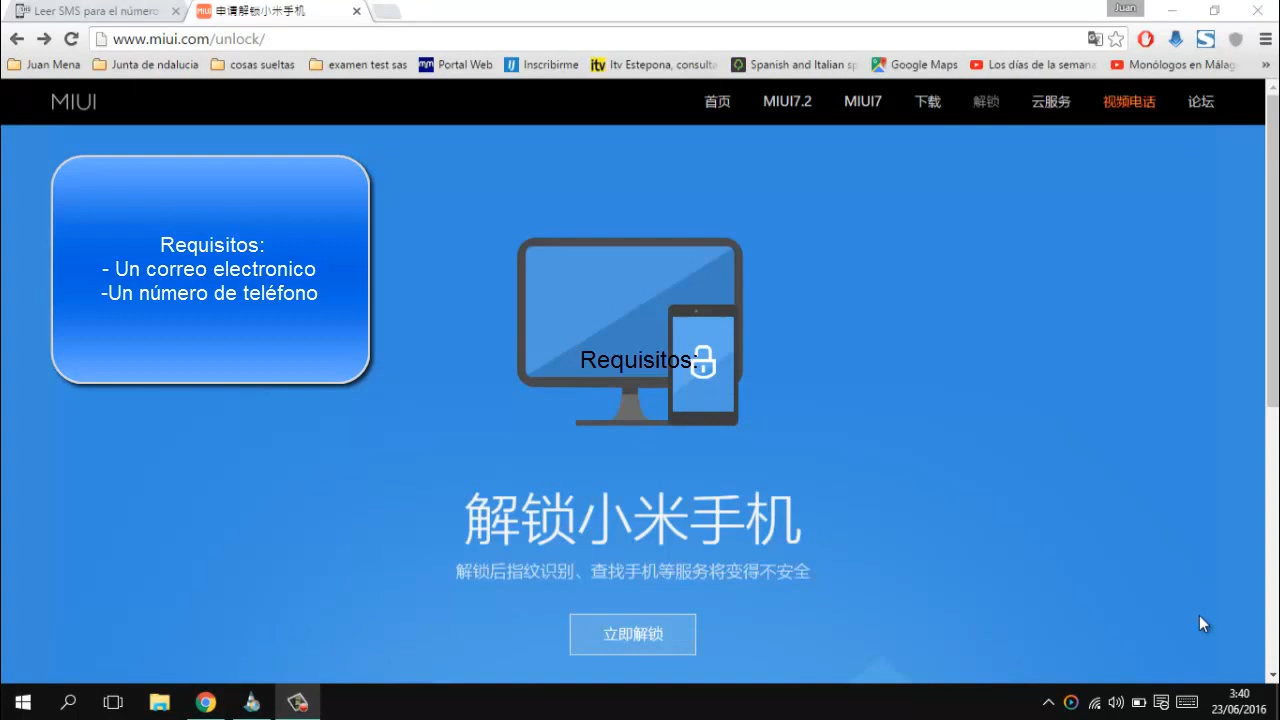 Leer SMS para el número
申请解锁小米手机
Juan
www.miui.com/unlock/
Juan Mena
Junta de ndalucia
cosas sueltas
examen test sas
Portal Web
Inscribirme
Itv Estepona, consulta
Spanish and Italian sp
Google Maps
Los días de la semana
Monólogos en Málag
MIUI
首页
MIUI7.2
MIUI7
下载
解锁
云服务
视频电话
论坛
Requisitos:
- Un correo electronico
-Un número de teléfono
Requisitos:
解锁小米手机
解锁后指纹识别、查找手机等服务将变得不安全
立即解锁
3:40
23/06/2016